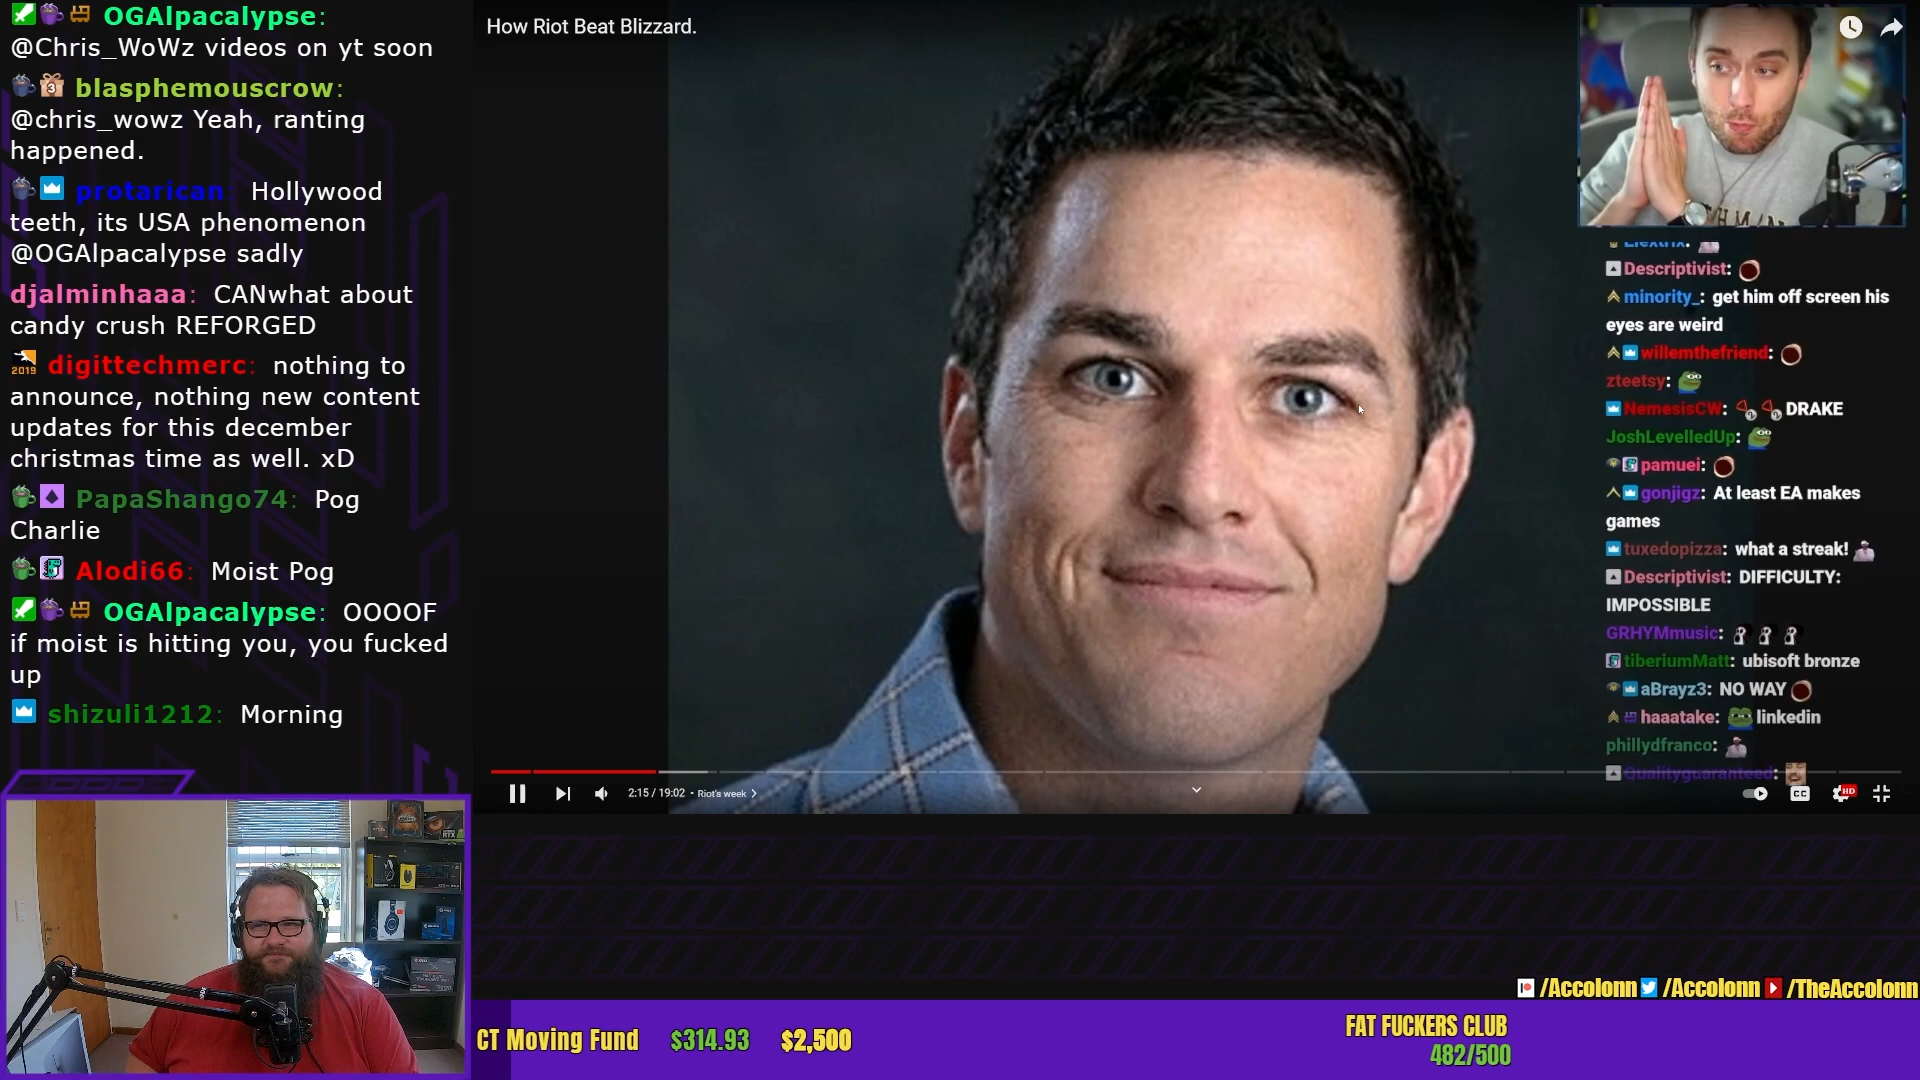 OGAlpacalypse:
@Chris_WoWz videos on yt soon
3 blasphemouscrow:
@chris_wowz Yeah, ranting
happened.
protarican: Hollywood
teeth, its USA phenomenon
@OGAlpacalypse sadly
djalminhaaa: CANwhat about
candy crush REFORGED
2019 digittechmerc: nothing to
announce, nothing new content
updates for this december
christmas time as well. xD
PapaShango74: Pog
Charlie
Alodi66: Moist Pog
OGAlpacalypse: OOOOF
if moist is hitting you, you fucked
up
shizuli1212: Morning
How Riot Beat Blizzard.
Descriptivist:
minority_: get him off screen his
eyes are weird
willemthefriend:
zteetsy:
NemesisCW: DRAKE
JoshLevelledUp:
pamuei:
gonjigz: At least EA makes
games
tuxedopizza: what a streak!
Descriptivist: DIFFICULTY:
IMPOSSIBLE
GRHYMmusic:
tiberiumMatt: ubisoft bronze
aBrayz3: NO WAY
haaatake: linkedin
phillydfranco:
Qualityguaranteed:
2:15 / 19:02 • Riot's week
CC
HD
/Accolonn /Accolonn /TheAccolonn
CT Moving Fund $314.93 $2,500
FAT FUCKERS CLUB
482/500